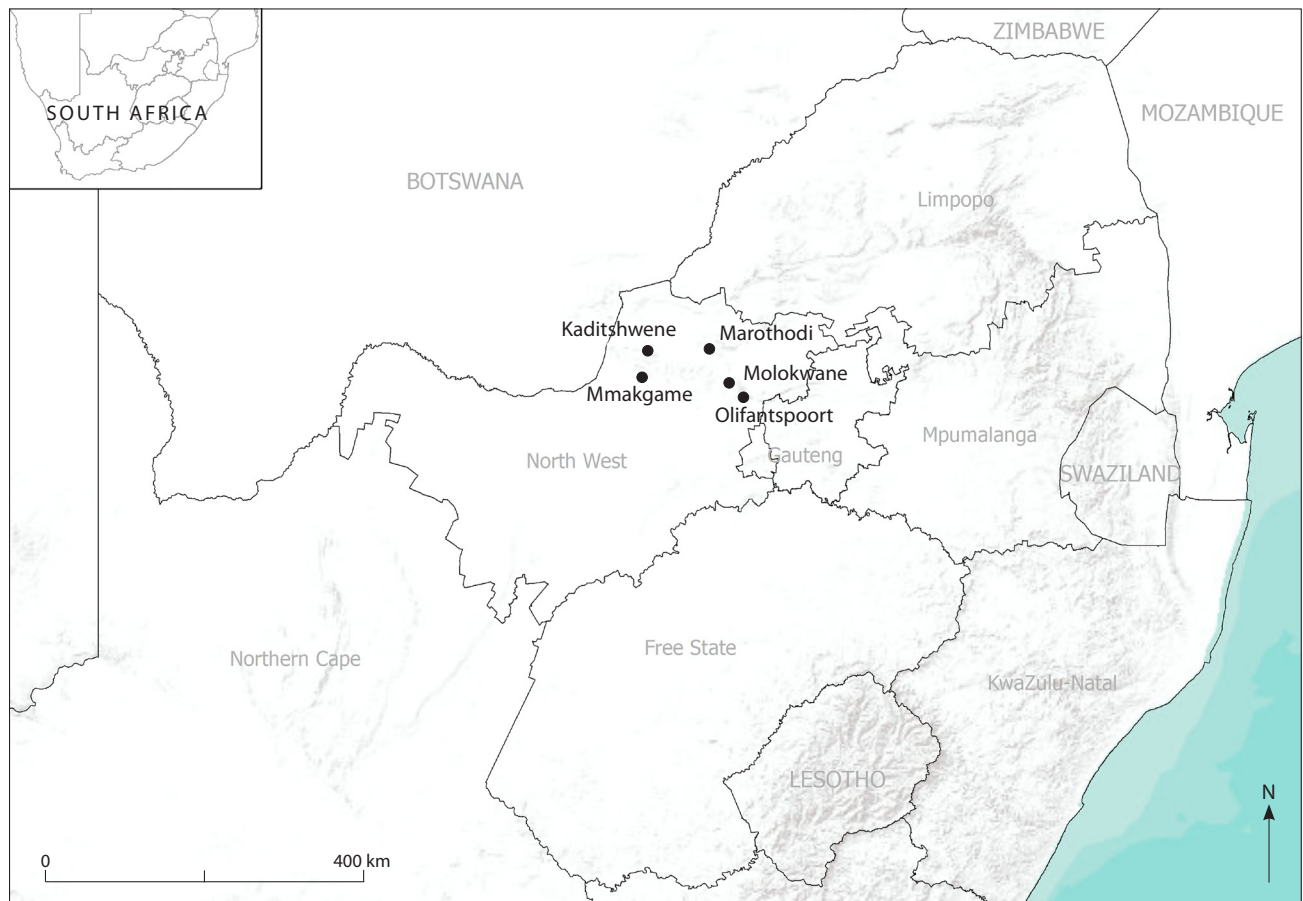 ZIMBABWE
SOUTH AFRICA
MOZAMBIQUE
BOTSWANA
Limpopo
Kaditshwene
Marothodi
Molokwane
Mmakgame
Olifantspoort
Mpumalanga
Gauteng
North West
SWAZILAND
Free State
Northern Cape
KwaZulu-Natal
LESOTHO
N
0 400 km